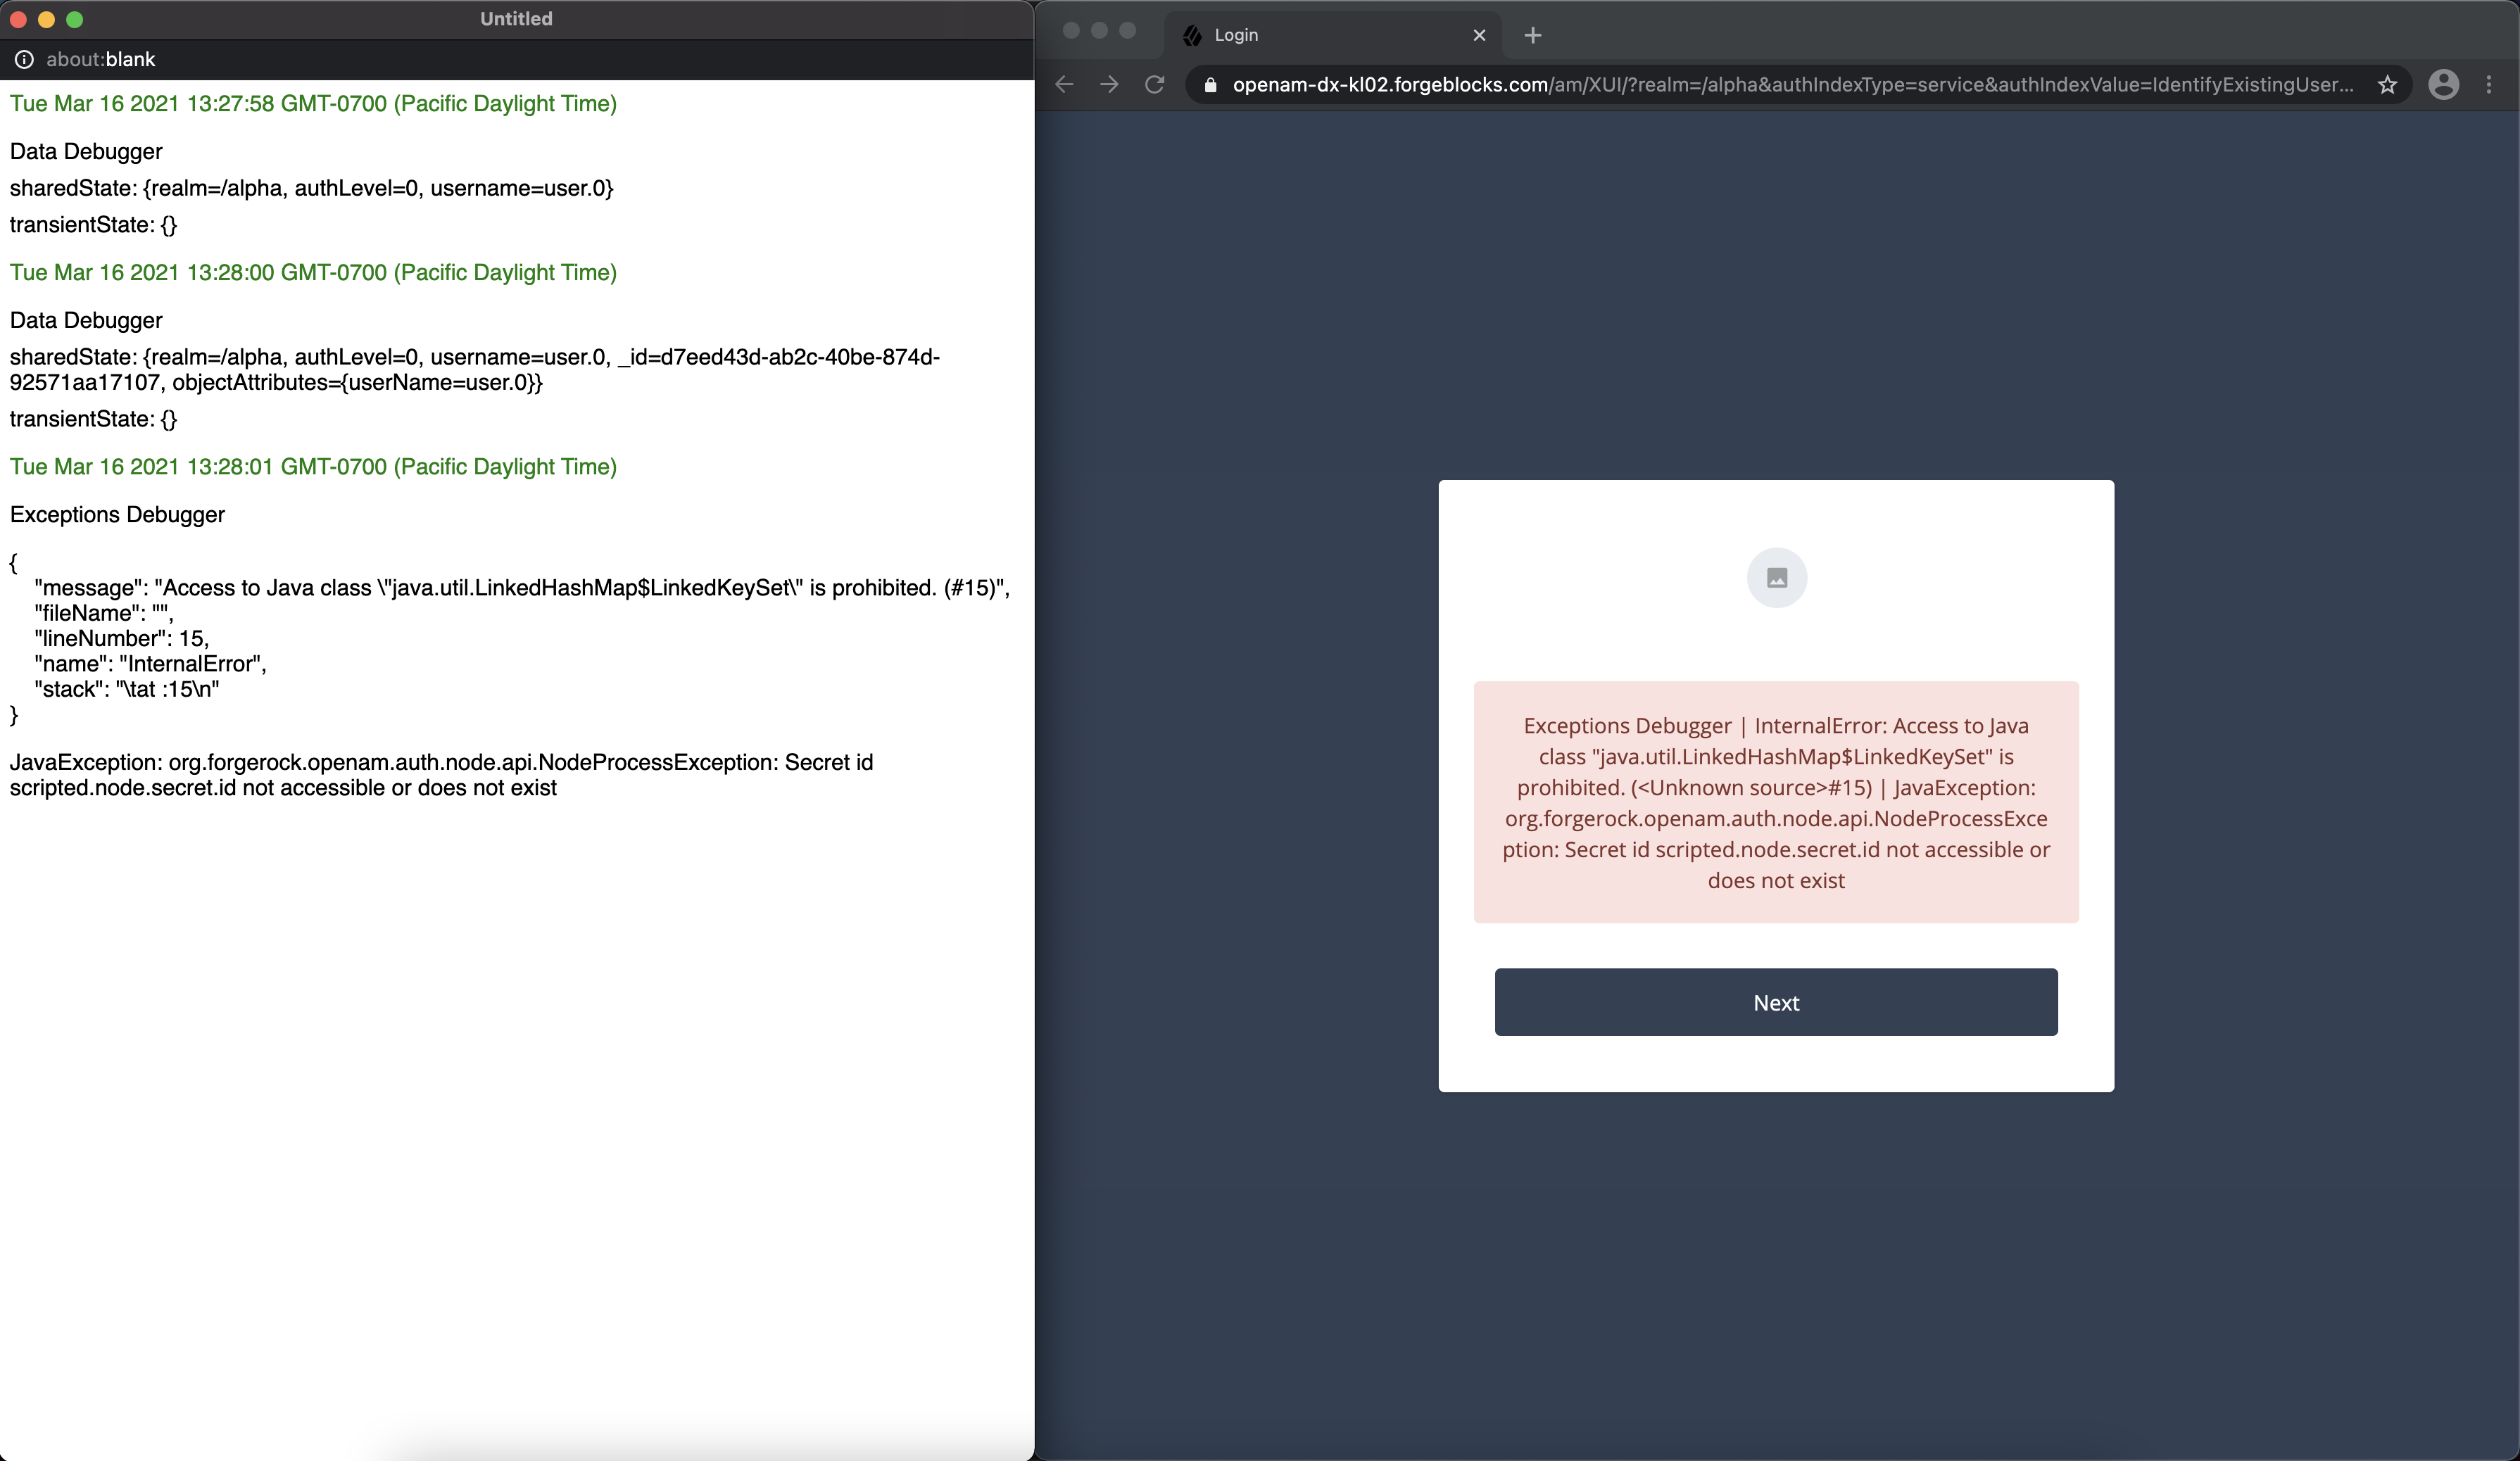 Untitled
about:blank
Tue Mar 16 2021 13:27:58 GMT-0700 (Pacific Daylight Time)
Data Debugger
sharedState: {realm=/alpha, authLevel=0, username=user.0}
transientState: {}
Tue Mar 16 2021 13:28:00 GMT-0700 (Pacific Daylight Time)
Data Debugger
sharedState: {realm=/alpha, authLevel=0, username=user.0, _id=d7eed43d-ab2c-40be-874d-
92571aa17107, objectAttributes={userName=user.0}}
transientState: {}
Tue Mar 16 2021 13:28:01 GMT-0700 (Pacific Daylight Time)
Exceptions Debugger
{
"message": "Access to Java class \"java.util.LinkedHashMap$LinkedKeySet\" is prohibited. (#15)",
"fileName": "",
"lineNumber": 15,
"name": "InternalError",
"stack": "\tat :15\n"
}
JavaException: org.forgerock.openam.auth.node.api.NodeProcessException: Secret id
scripted.node.secret.id not accessible or does not exist
Login
openam-dx-kl02.forgeblocks.com/am/XUI/?realm=/alpha&authIndexType=service&authIndexValue=IdentifyExistingUser...
Exceptions Debugger | InternalError: Access to Java
class "java.util.LinkedHashMap$LinkedKeySet" is
prohibited. (<Unknown source>#15) | JavaException:
org.forgerock.openam.auth.node.api.NodeProcessExce
ption: Secret id scripted.node.secret.id not accessible or
does not exist
Next